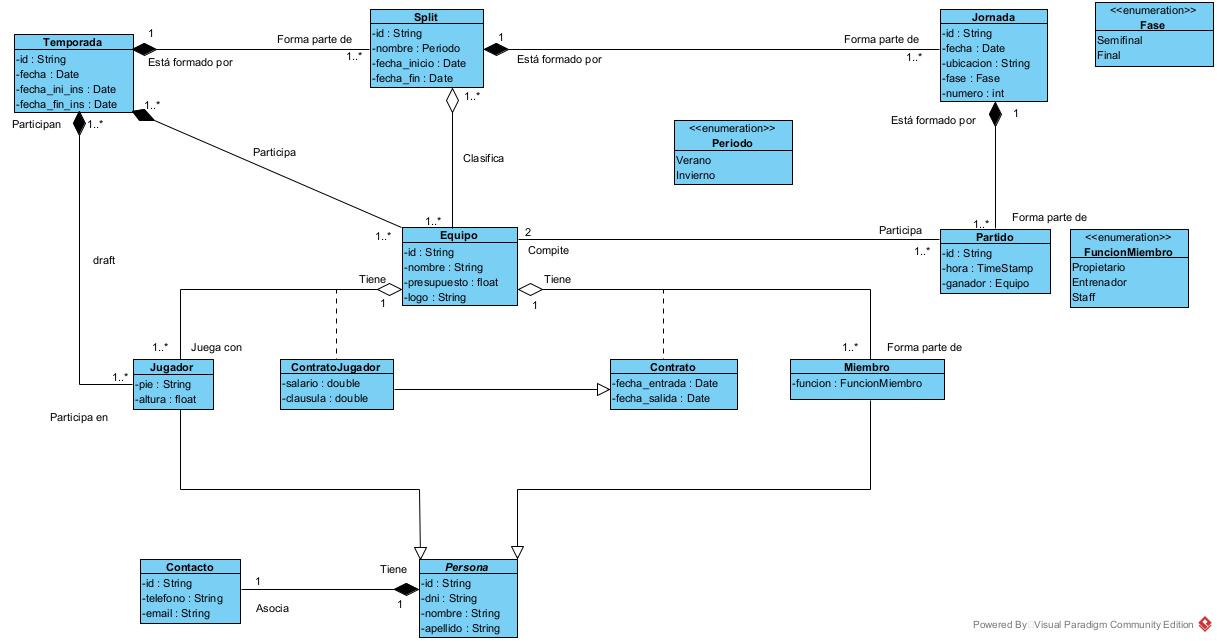 Temporada
-id : String
-fecha : Date
-fecha_ini_ins : Date
-fecha_fin_ins : Date
1
Está formado por
Forma parte de
1..*
Split
-id : String
-nombre : Periodo
-fecha_inicio : Date
-fecha_fin : Date
1
Está formado por
Forma parte de
1..*
Jornada
-id : String
-fecha : Date
-ubicacion : String
-fase : Fase
-numero : int
<<enumeration>>
Fase
Semifinal
Final
Participan
1..*
1..*
Participa
1..*
1..*
Clasifica
1..*
<<enumeration>>
Periodo
Verano
Invierno
Está formado por
1
1..*
Forma parte de
Equipo
-id : String
-nombre : String
-presupuesto : float
-logo : String
2
Compite
Participa
1..*
Partido
-id : String
-hora : TimeStamp
-ganador : Equipo
<<enumeration>>
FuncionMiembro
Propietario
Entrenador
Staff
draft
Tiene
1
Tiene
1
1..*
Juega con
1..*
Forma parte de
1..*
Participa en
Jugador
-pie : String
-altura : float
ContratoJugador
-salario : double
-clausula : double
Contrato
-fecha_entrada : Date
-fecha_salida : Date
Miembro
-funcion : FuncionMiembro
Contacto
-id : String
-telefono : String
-email : String
1
Asocia
Tiene
1
Persona
-id : String
-dni : String
-nombre : String
-apellido : String
Powered By Visual Paradigm Community Edition